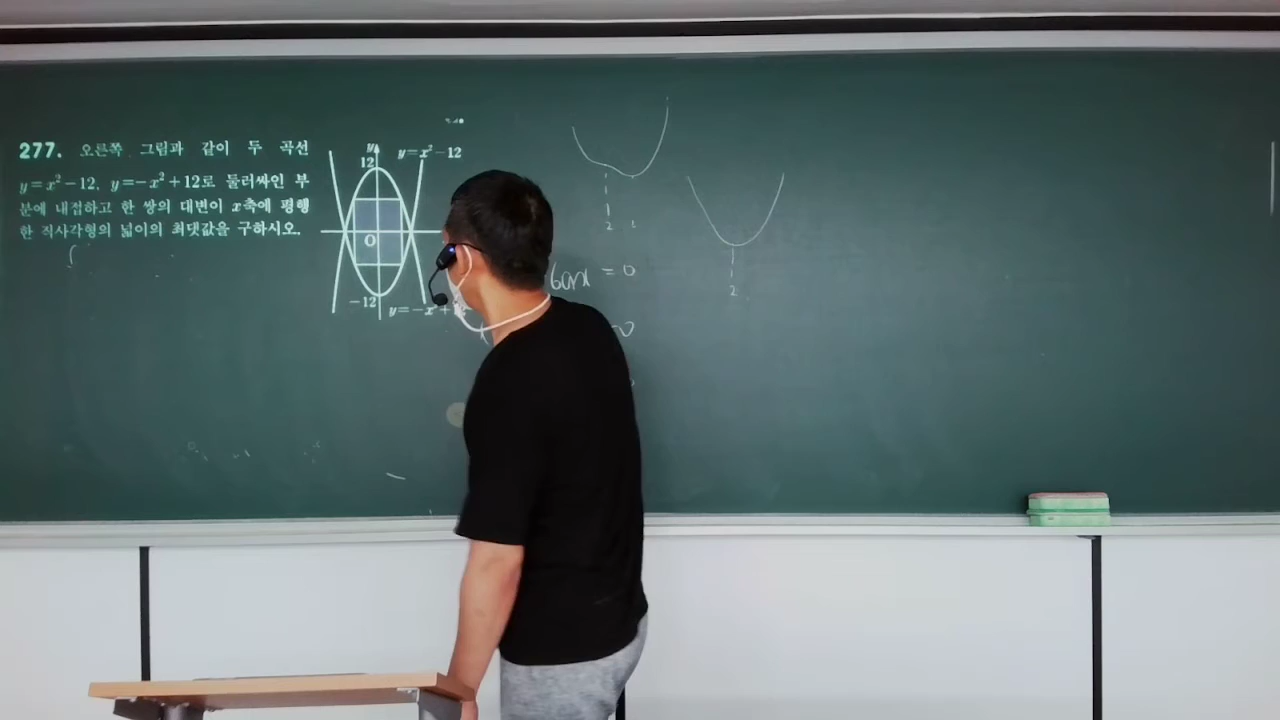 277. 오른쪽 그림과 같이 두 곡선
y=x²-12, y=-x²+12로 둘러싸인 부
분에 내접하고 한 쌍의 대변이 x축에 평행
한 직사각형의 넓이의 최댓값을 구하시오.
y
12
y=x²-12
O
-12
y=-x²+
2
2
=0